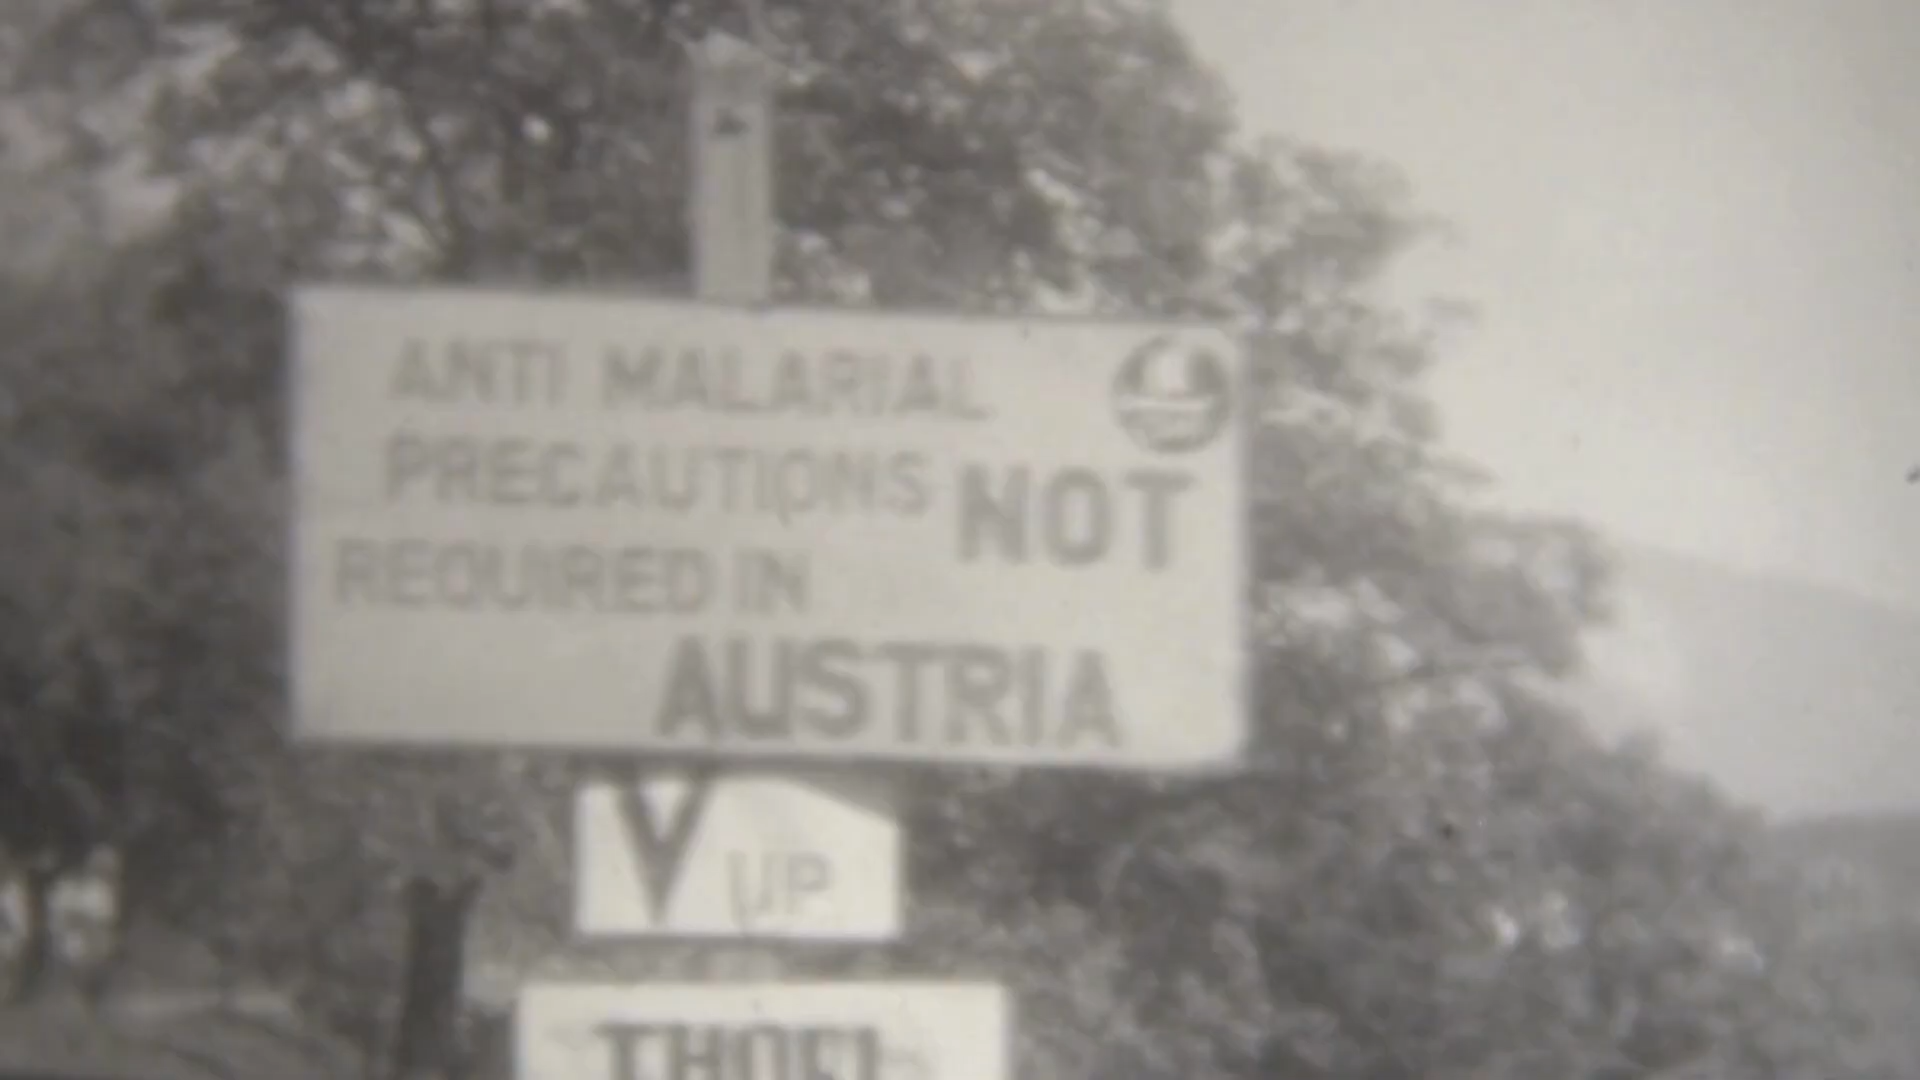 ANTI MALARIAL
PRECAUTIONS NOT
REQUIRED IN
AUSTRIA
V UP